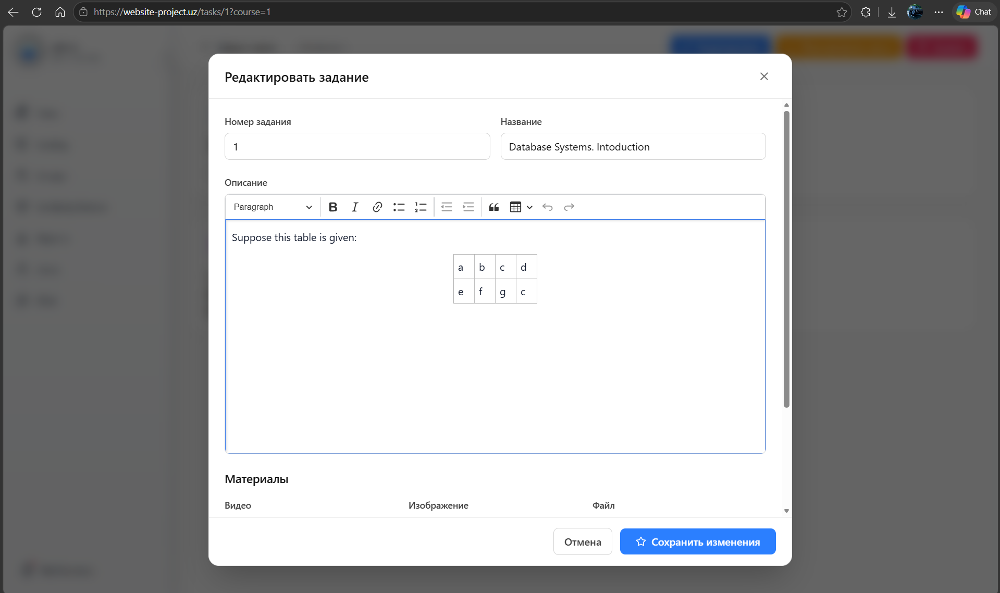 https://website-project.uz/tasks/1?course=1
Chat
Редактировать задание
Номер задания
Название
1
Database Systems. Intoduction
Описание
Paragraph
Suppose this table is given:
a b c d
e f g c
Материалы
Видео
Изображение
Файл
Отмена
Сохранить изменения